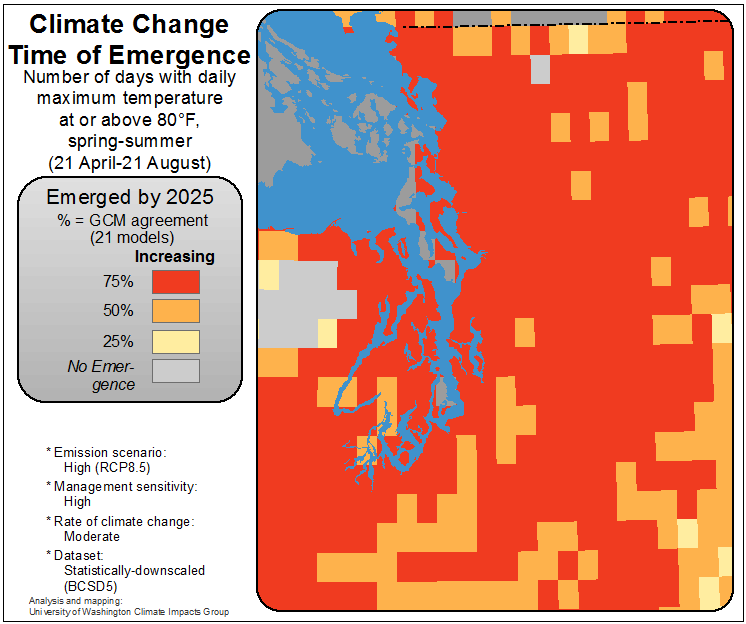 Climate Change
Time of Emergence
Number of days with daily
maximum temperature
at or above 80°F,
spring-summer
(21 April-21 August)
Emerged by 2025
% = GCM agreement
(21 models)
Increasing
75%
50%
25%
No Emer-
gence
* Emission scenario:
High (RCP8.5)
* Management sensitivity:
High
* Rate of climate change:
Moderate
* Dataset:
Statistically-downscaled
(BCSD5)
Analysis and mapping:
University of Washington Climate Impacts Group